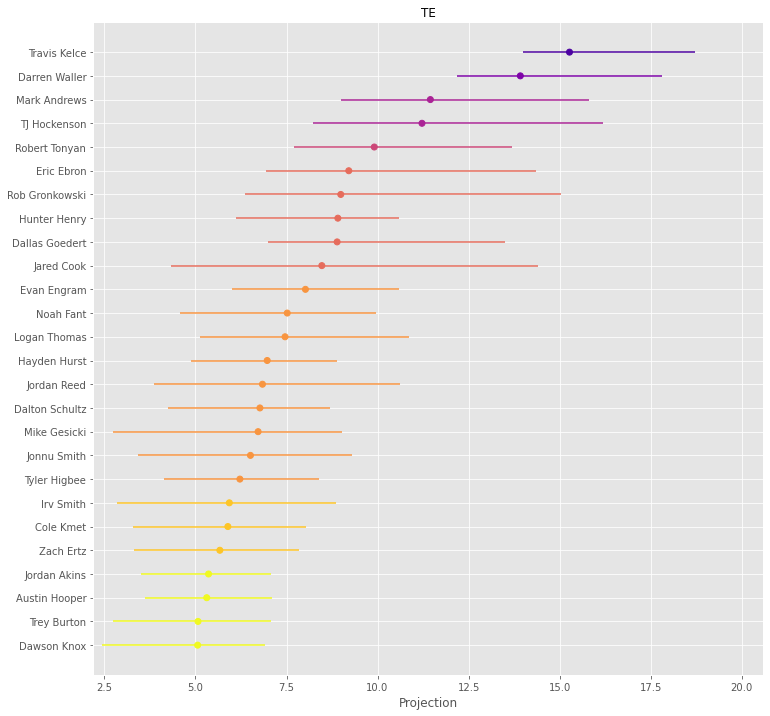 TE
Travis Kelce
Darren Waller
Mark Andrews
TJ Hockenson
Robert Tonyan
Eric Ebron
Rob Gronkowski
Hunter Henry
Dallas Goedert
Jared Cook
Evan Engram
Noah Fant
Logan Thomas
Hayden Hurst
Jordan Reed
Dalton Schultz
Mike Gesicki
Jonnu Smith
Tyler Higbee
Irv Smith
Cole Kmet
Zach Ertz
Jordan Akins
Austin Hooper
Trey Burton
Dawson Knox
2.5 5.0 7.5 10.0 12.5 15.0 17.5 20.0
Projection